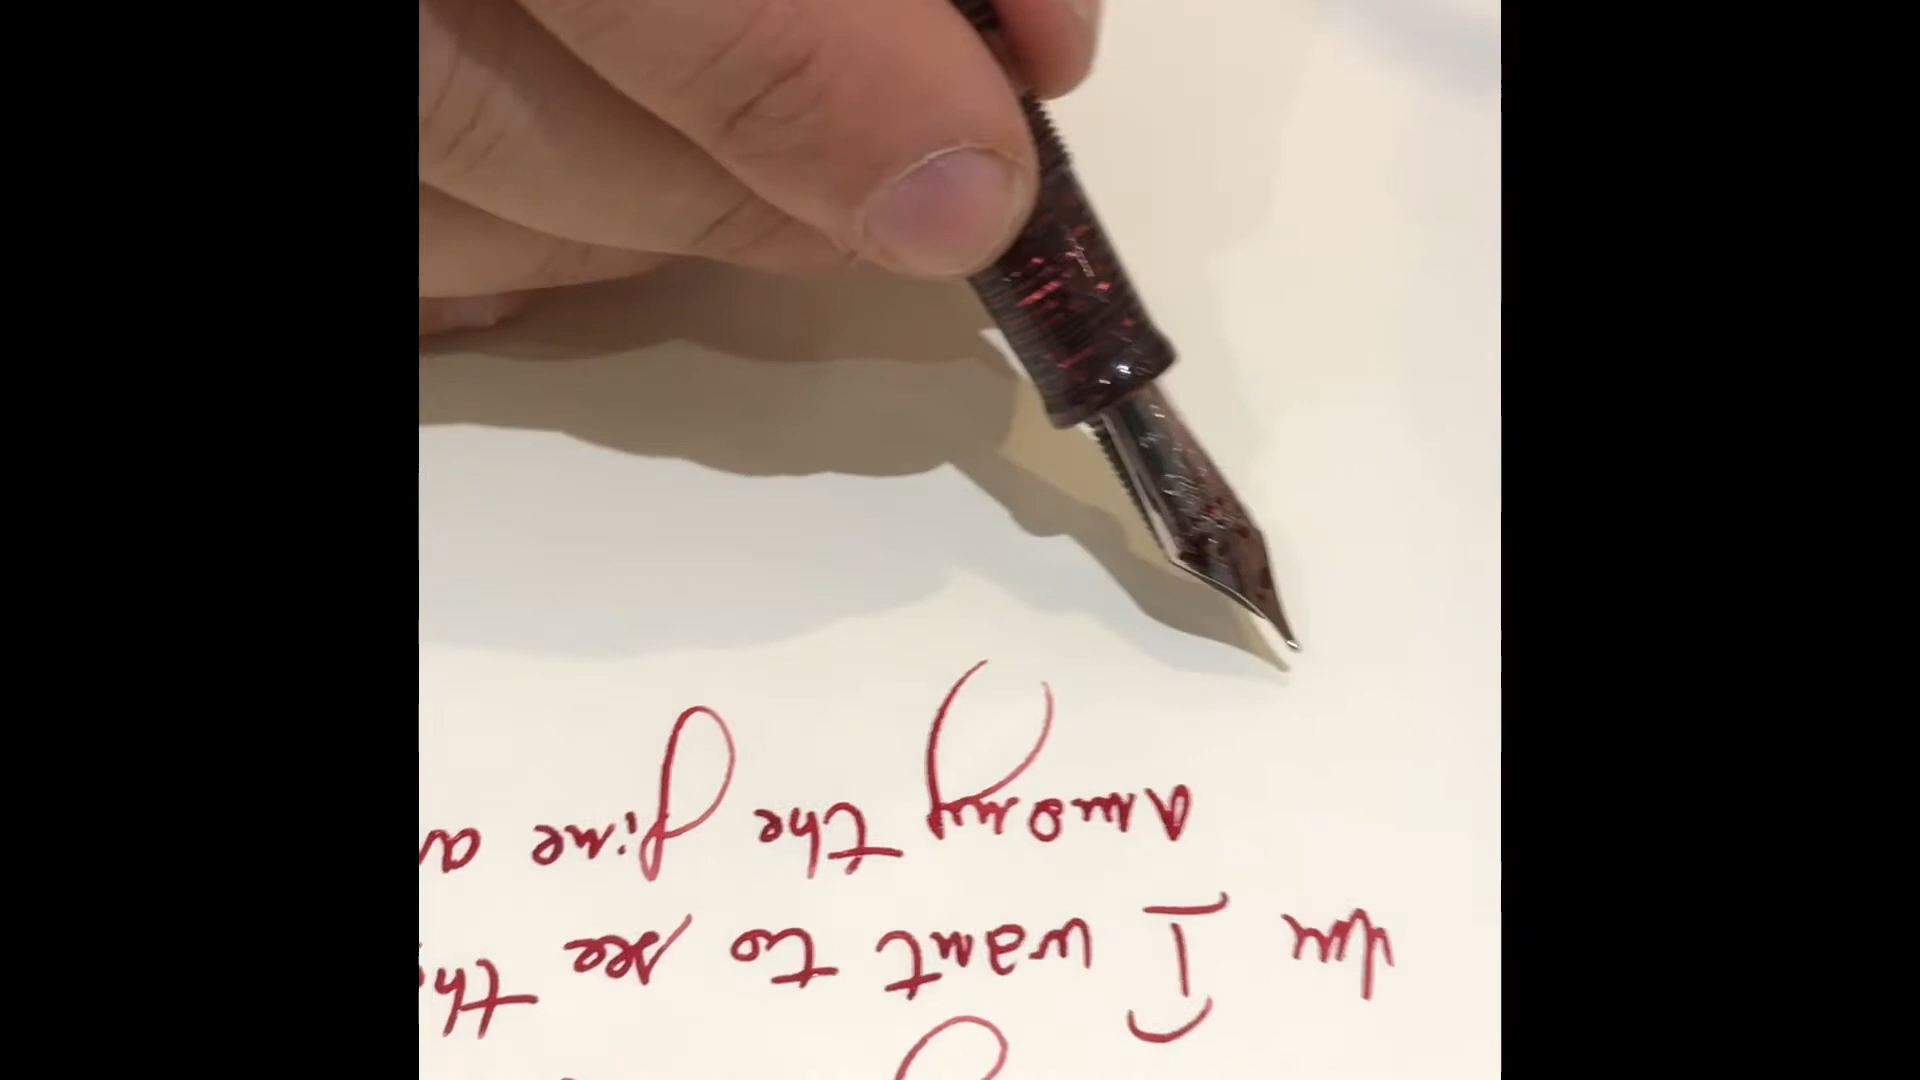 I want to see
Among the fine